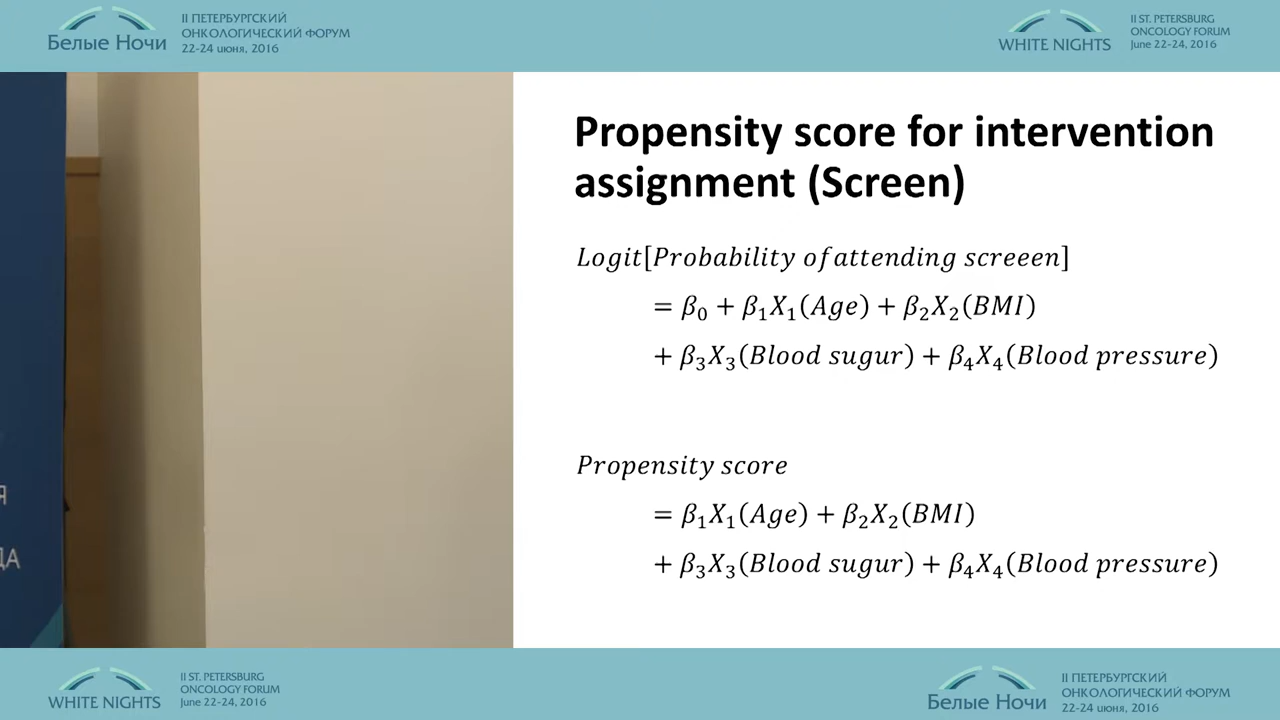 II ПЕТЕРБУРГСКИЙ
ОНКОЛОГИЧЕСКИЙ ФОРУМ
Белые Ночи
22-24 июня, 2016
II ST. PETERSBURG
ONCOLOGY FORUM
WHITE NIGHTS
June 22-24, 2016
Propensity score for intervention
assignment (Screen)
Logit[Probability of attending screeen]
= β₀ + β₁X₁(Age) + β₂X₂(BMI)
+ β₃X₃(Blood sugur) + β₄X₄(Blood pressure)
Propensity score
= β₁X₁(Age) + β₂X₂(BMI)
+ β₃X₃(Blood sugur) + β₄X₄(Blood pressure)
II ST. PETERSBURG
ONCOLOGY FORUM
WHITE NIGHTS
June 22-24, 2016
II ПЕТЕРБУРГСКИЙ
ОНКОЛОГИЧЕСКИЙ ФОРУМ
Белые Ночи
22-24 июня, 2016